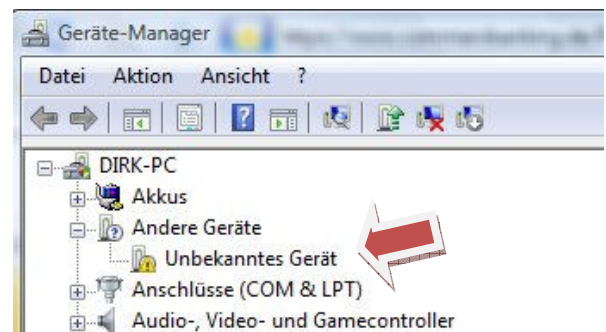 Geräte-Manager
Datei Aktion Ansicht ?
DIRK-PC
Akkus
Andere Geräte
Unbekanntes Gerät
Anschlüsse (COM & LPT)
Audio-, Video- und Gamecontroller